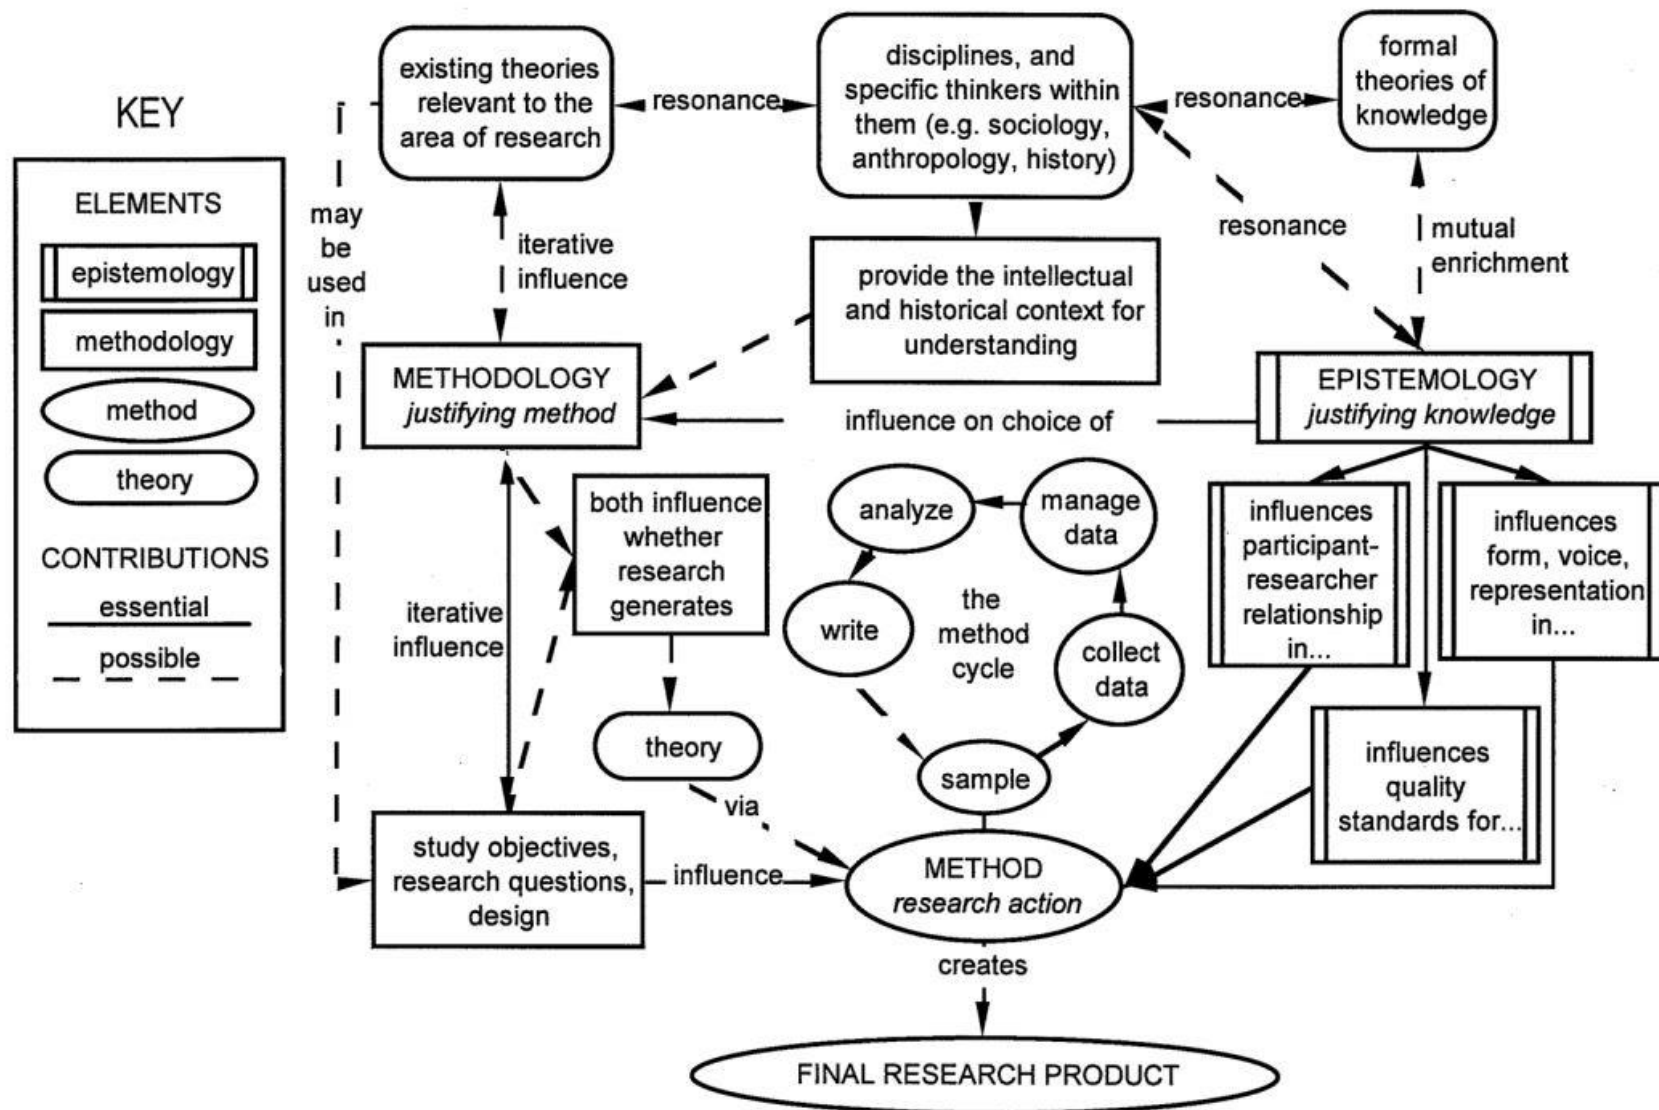 KEY
ELEMENTS
epistemology
methodology
method
theory
CONTRIBUTIONS
essential
possible
existing theories
relevant to the
area of research
resonance
disciplines, and
specific thinkers within
them (e.g. sociology,
anthropology, history)
resonance
formal
theories of
knowledge
may
be
used
in
iterative
influence
provide the intellectual
and historical context for
understanding
resonance
mutual
enrichment
METHODOLOGY
justifying method
influence on choice of
EPISTEMOLOGY
justifying knowledge
iterative
influence
both influence
whether
research
generates
theory
via
analyze
manage
data
write
the
method
cycle
collect
data
sample
influences
participant-
researcher
relationship
in...
influences
form, voice,
representation
in...
influences
quality
standards for...
study objectives,
research questions,
design
influence
METHOD
research action
creates
FINAL RESEARCH PRODUCT